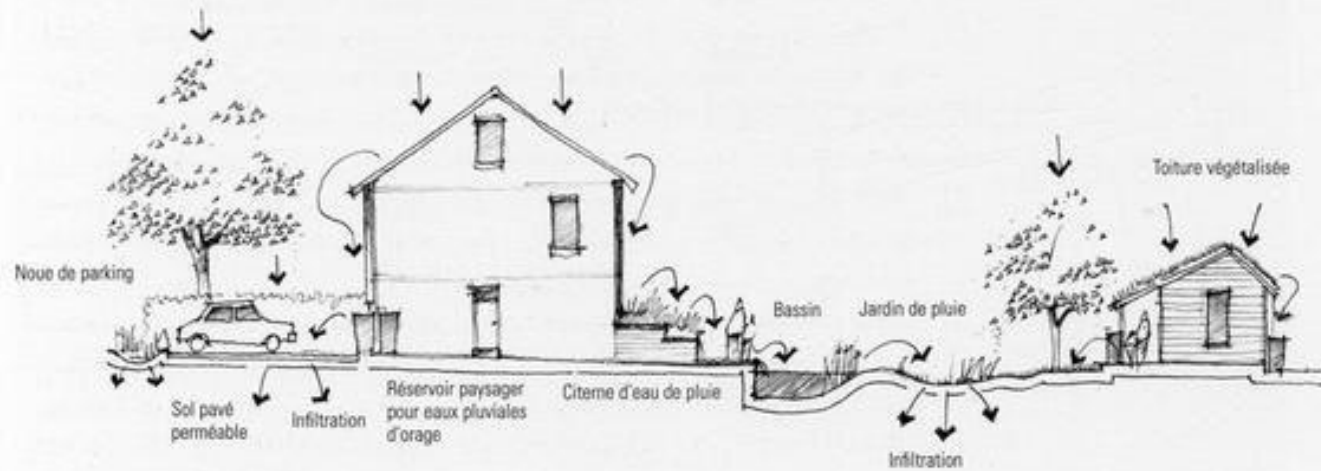 Toiture végétalisée
Noue de parking
Bassin
Jardin de pluie
Sol pavé
perméable
Infiltration
Réservoir paysager
pour eaux pluviales
d'orage
Citerne d'eau de pluie
Infiltration